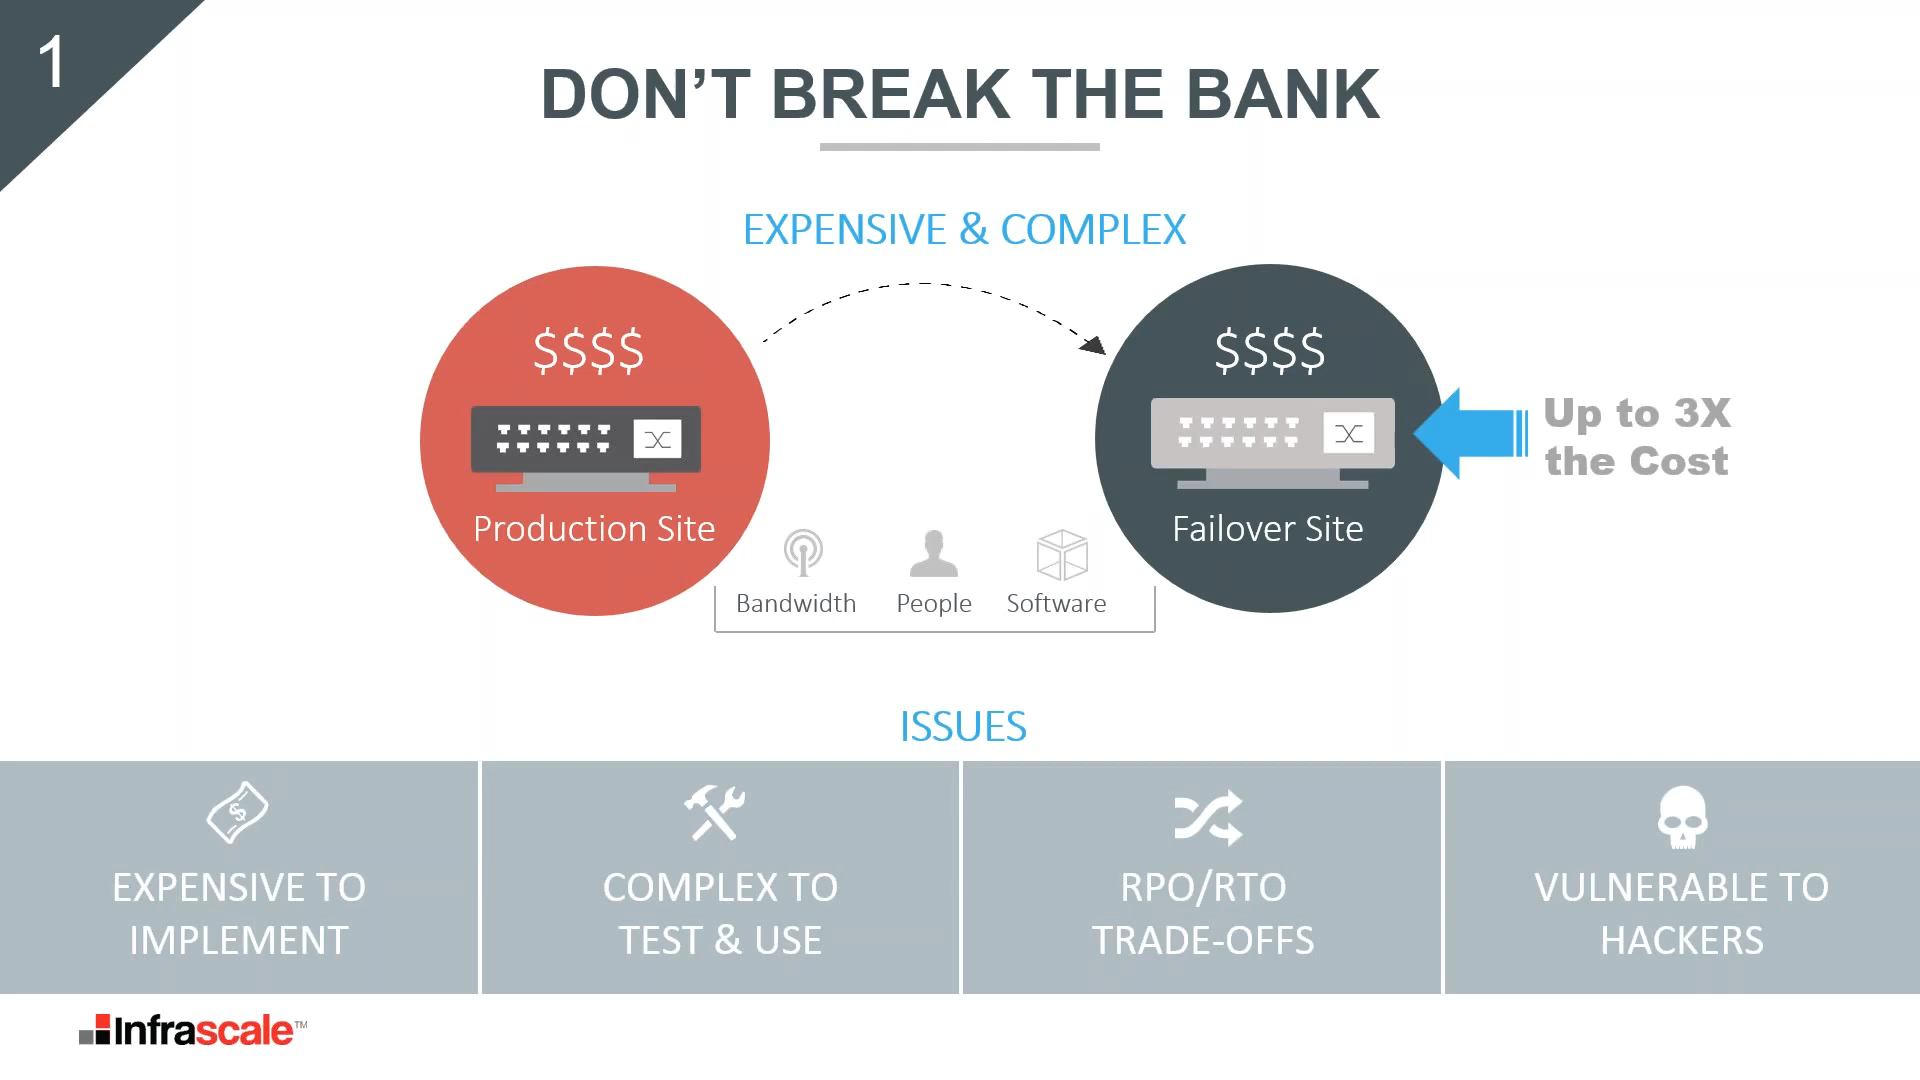 1
DON’T BREAK THE BANK
EXPENSIVE & COMPLEX
$$$$
Production Site
$$$$
Failover Site
Up to 3X
the Cost
Bandwidth
People
Software
ISSUES
EXPENSIVE TO
IMPLEMENT
COMPLEX TO
TEST & USE
RPO/RTO
TRADE-OFFS
VULNERABLE TO
HACKERS
Infrascale™